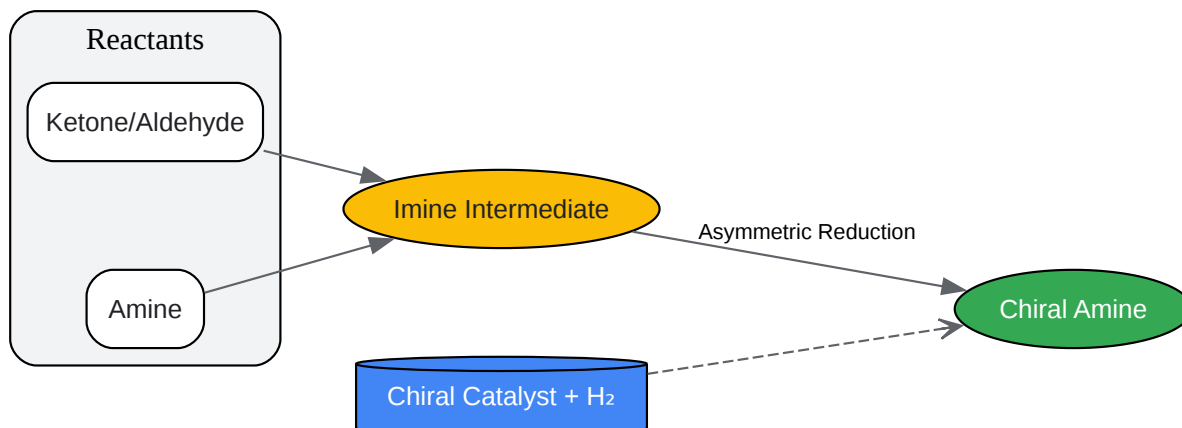 Reactants
Ketone/Aldehyde
Imine Intermediate
Asymmetric Reduction
Amine
Chiral Amine
Chiral Catalyst + H₂